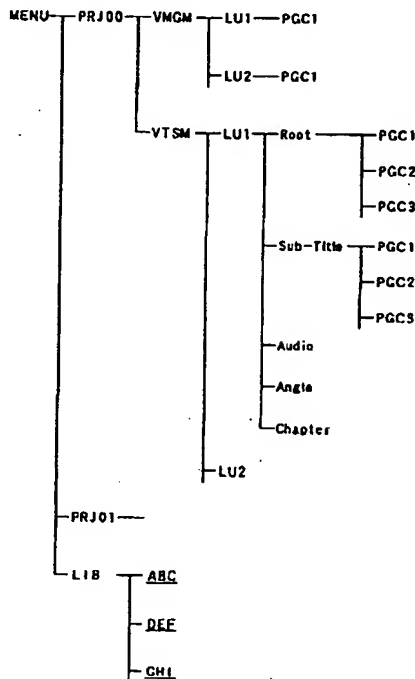 MENU PRJ00 VMGM LU1 PGC1
LU2 PGC1
VTSM LU1 Root PGC1
PGC2
PGC3
Sub-Title PGC1
PGC2
PGC3
Audio
Angle
Chapter
LU2
PRJ01
LIB ABC
DEF
GHI